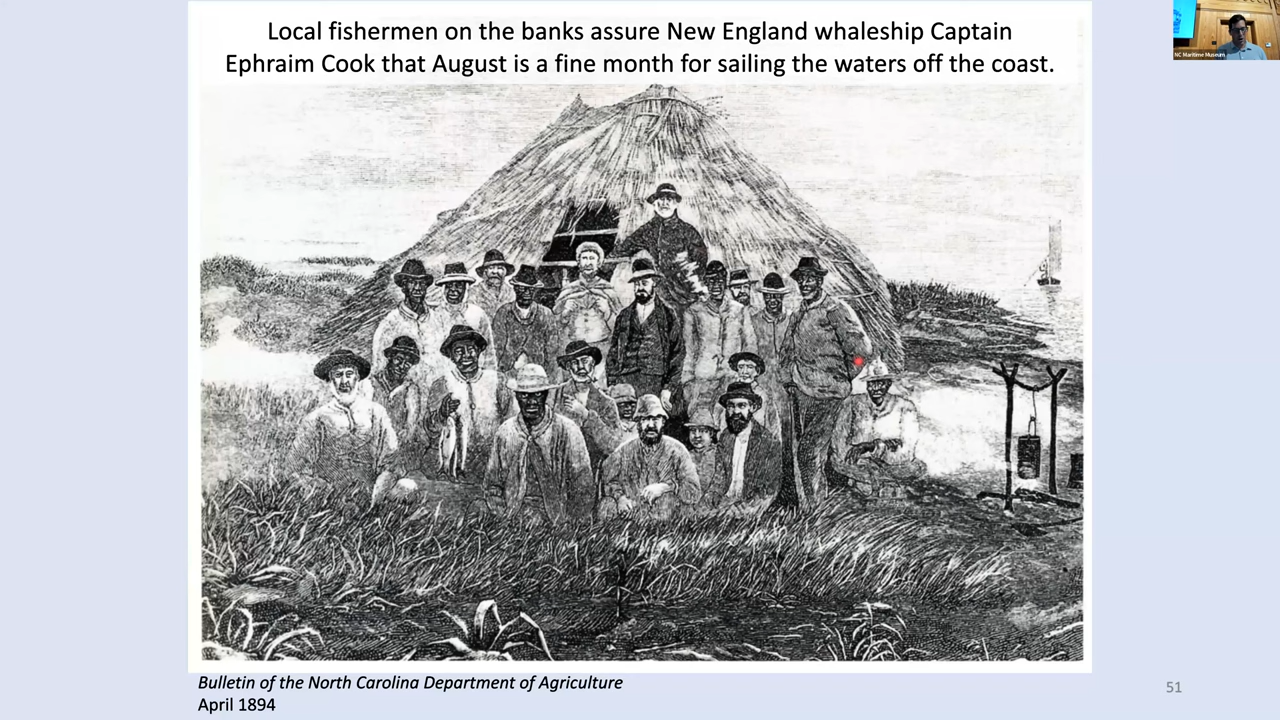 Local fishermen on the banks assure New England whaleship Captain
Ephraim Cook that August is a fine month for sailing the waters off the coast.
NC Maritime Museum
Bulletin of the North Carolina Department of Agriculture
April 1894
51